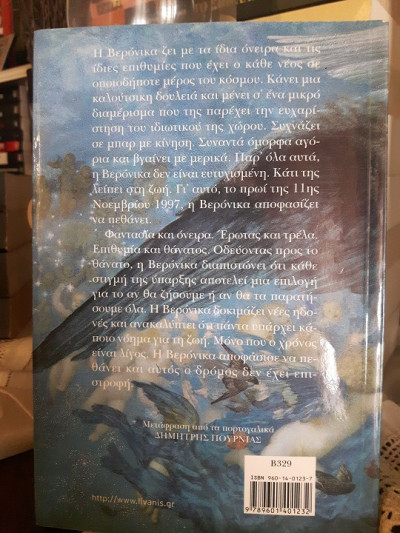 Η Βερόνικα ζει με τα ίδια όνειρα και τις
ίδιες επιθυμίες που έχει ο κάθε νέος σε
οποιοδήποτε μέρος του κόσμου. Κάνει μια
καλούτσικη δουλειά και μένει σ' ένα μικρό
διαμέρισμα που της παρέχει την ευχαρί-
στηση του ιδιωτικού της χώρου. Συχνάζει
σε μπαρ με κίνηση. Συναντά όμορφα αγό-
ρια και βγαίνει με μερικά. Παρ' όλα αυτά,
η Βερόνικα δεν είναι ευτυχισμένη. Κάτι της
λείπει στη ζωή. Γι' αυτό, το πρωί της 11ης
Νοεμβρίου 1997, η Βερόνικα αποφασίζει
να πεθάνει.
Φαντασία και όνειρα. Έρωτας και τρέλα.
Επιθυμία και θάνατος. Οδεύοντας προς το
θάνατο, η Βερόνικα διαπιστώνει ότι κάθε
στιγμή της ύπαρξης αποτελεί μια επιλογή
για το αν θα ζήσουμε ή αν θα τα παρατή-
σουμε όλα. Η Βερόνικα δοκιμάζει νέες ηδο-
νές και ανακαλύπτει ότι πάντα υπάρχει κά-
ποιο νόημα για τη ζωή. Μόνο που ο χρόνος
είναι λίγος. Η Βερόνικα αποφάσισε να πε-
θάνει και αυτός ο δρόμος δεν έχει επι-
στροφή.
Μετάφραση από τα πορτογαλικά
ΔΗΜΗΤΡΗΣ ΠΟΥΡΝΙΑΣ
B329
ISBN 960-14-0123-7
9 789601 401232
http://www.livanis.gr